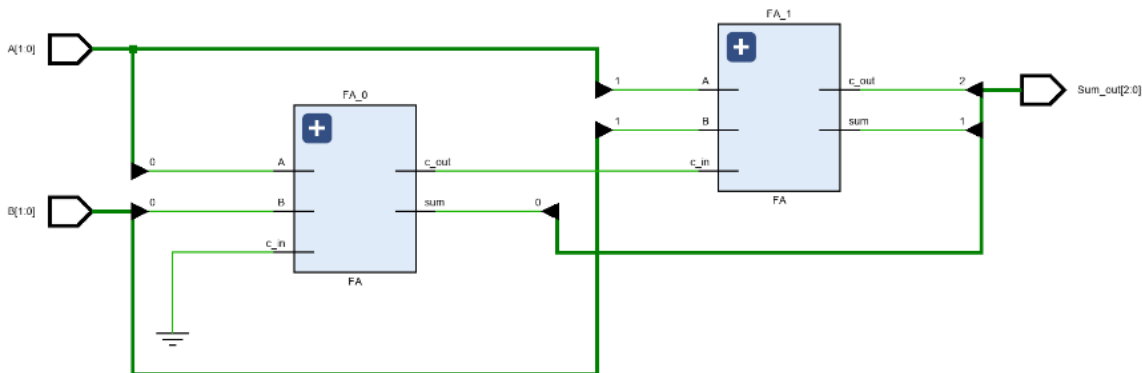 FA_1
A[1:0]
1
A
c_out
2
Sum_out[2:0]
FA_0
1
B
sum
1
0
A
c_out
c_in
FA
B[1:0]
0
B
sum
0
c_in
FA